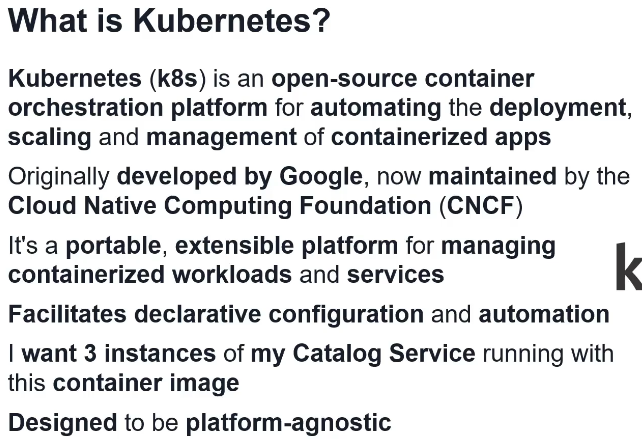 What is Kubernetes?
Kubernetes (k8s) is an open-source container
orchestration platform for automating the deployment,
scaling and management of containerized apps
Originally developed by Google, now maintained by the
Cloud Native Computing Foundation (CNCF)
It's a portable, extensible platform for managing
containerized workloads and services
k
Facilitates declarative configuration and automation
I want 3 instances of my Catalog Service running with
this container image
Designed to be platform-agnostic